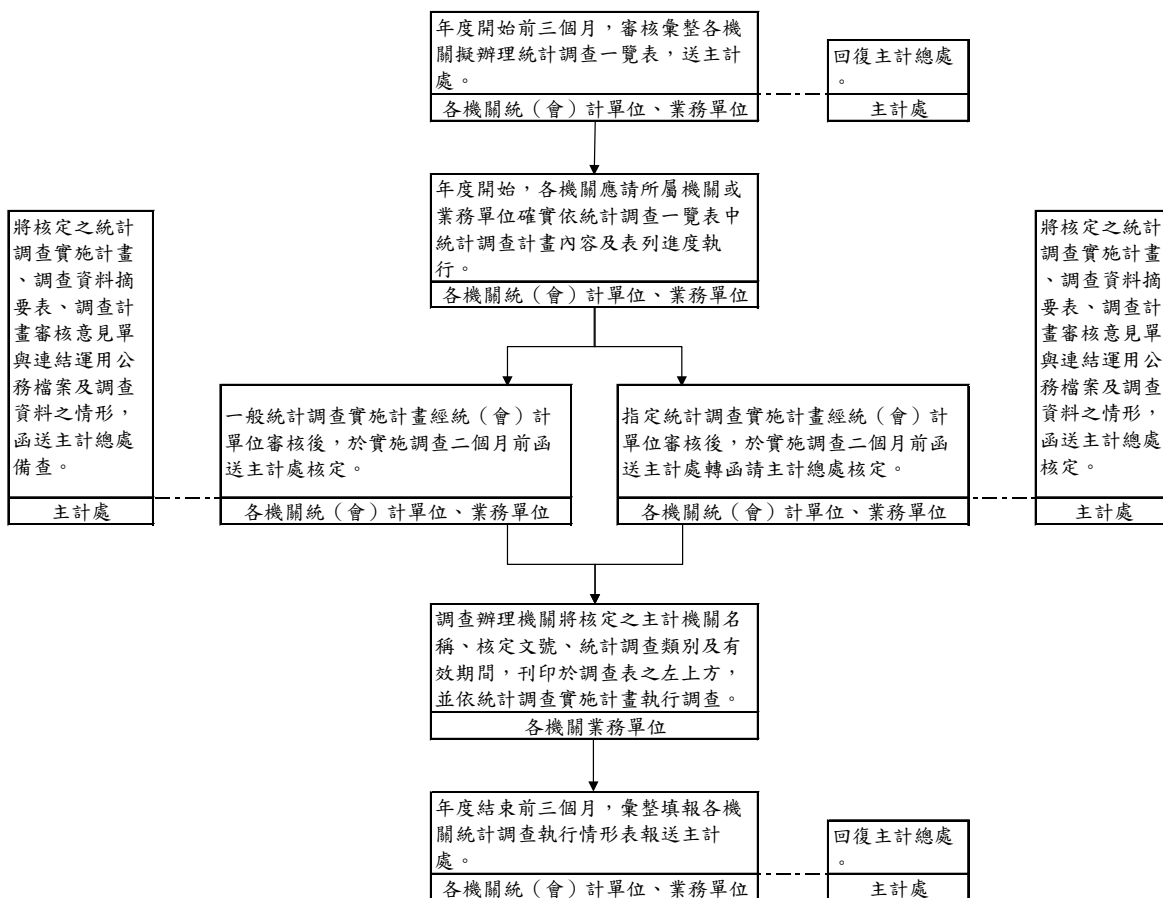 年度開始前三個月，審核彙整各機
關擬辦理統計調查一覽表，送主計
處。
各機關統（會）計單位、業務單位
回復主計總處
。
主計處
年度開始，各機關應請所屬機關或
業務單位確實依統計調查一覽表中
統計調查計畫內容及表列進度執
行。
各機關統（會）計單位、業務單位
將核定之統計
調查實施計畫
、調查資料摘
要表、調查計
畫審核意見單
與連結運用公
務檔案及調查
資料之情形，
函送主計總處
備查。
主計處
一般統計調查實施計畫經統（會）計
單位審核後，於實施調查二個月前函
送主計處核定。
各機關統（會）計單位、業務單位
指定統計調查實施計畫經統（會）計
單位審核後，於實施調查二個月前函
送主計處轉函請主計總處核定。
各機關統（會）計單位、業務單位
將核定之統計
調查實施計畫
、調查資料摘
要表、調查計
畫審核意見單
與連結運用公
務檔案及調查
資料之情形，
函送主計總處
核定。
主計處
調查辦理機關將核定之主計機關名
稱、核定文號、統計調查類別及有
效期間，刊印於調查表之左上方，
並依統計調查實施計畫執行調查。
各機關業務單位
年度結束前三個月，彙整填報各機
關統計調查執行情形表報送主計
處。
各機關統（會）計單位、業務單位
回復主計總處
。
主計處